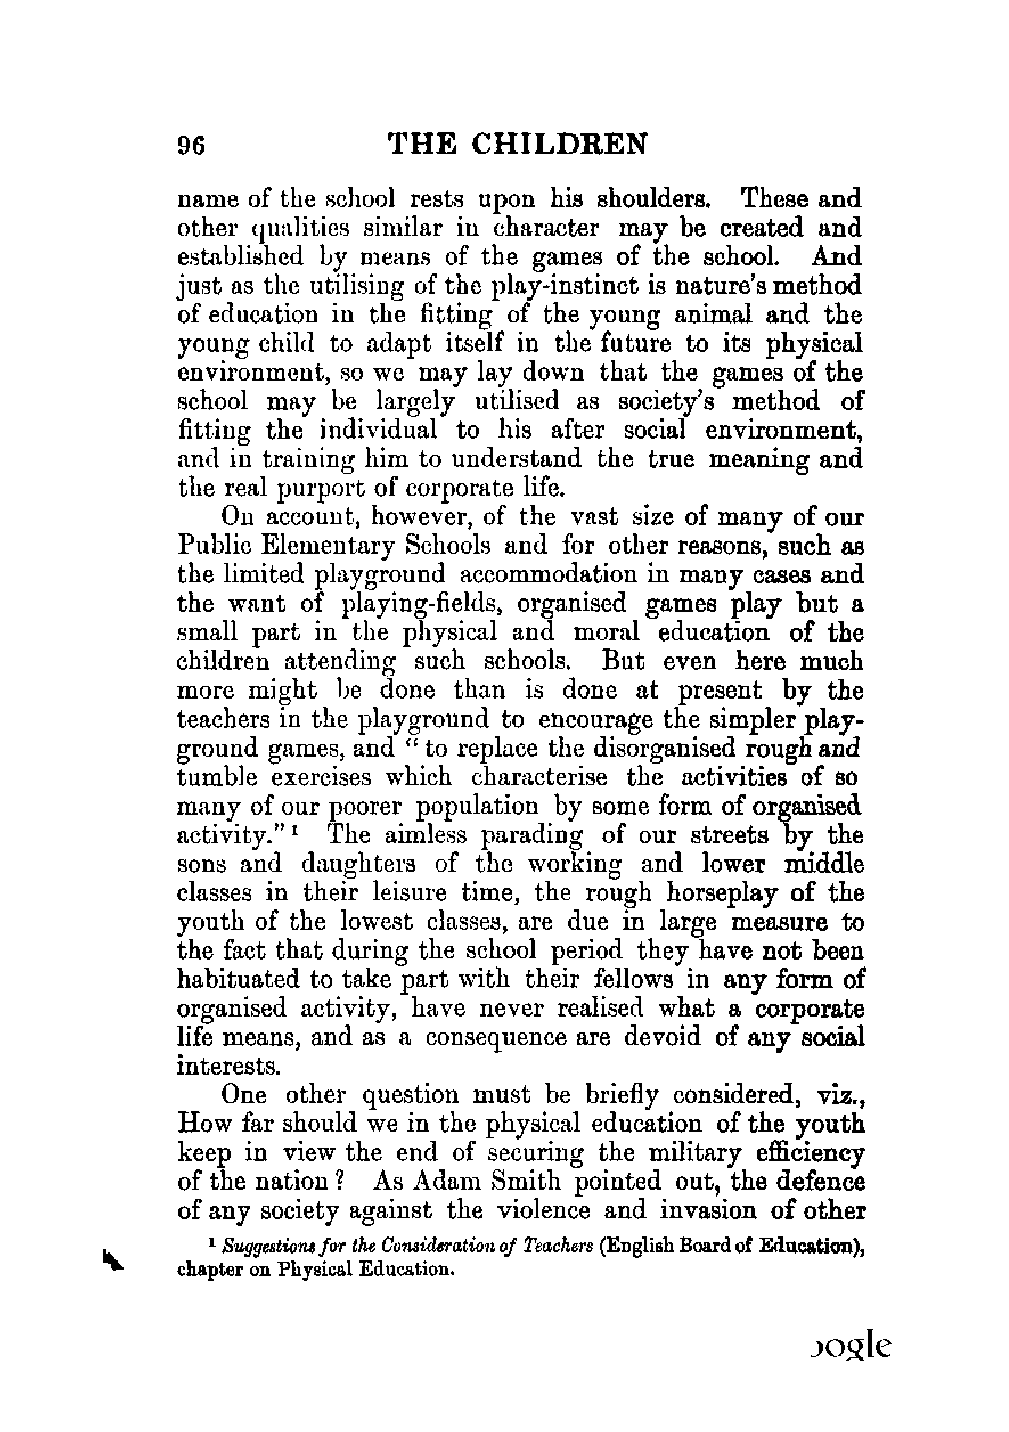 96 THE CHILDREN
name of the school rests upon his shoulders. These and
other qualities similar in character may be created and
established by means of the games of the school. And
just as the utilising of the play-instinct is nature's method
of education in the fitting of the young animal and the
young child to adapt itself in the future to its physical
environment, so we may lay down that the games of the
school may be largely utilised as society's method of
fitting the individual to his after social environment,
and in training him to understand the true meaning and
the real purport of corporate life.
On account, however, of the vast size of many of our
Public Elementary Schools and for other reasons, such as
the limited playground accommodation in many cases and
the want of playing-fields, organised games play but a
small part in the physical and moral education of the
children attending such schools. But even here much
more might be done than is done at present by the
teachers in the playground to encourage the simpler play-
ground games, and “to replace the disorganised rough and
tumble exercises which characterise the activities of so
many of our poorer population by some form of organised
activity.”¹ The aimless parading of our streets by the
sons and daughters of the working and lower middle
classes in their leisure time, the rough horseplay of the
youth of the lowest classes, are due in large measure to
the fact that during the school period they have not been
habituated to take part with their fellows in any form of
organised activity, have never realised what a corporate
life means, and as a consequence are devoid of any social
interests.
One other question must be briefly considered, viz.,
How far should we in the physical education of the youth
keep in view the end of securing the military efficiency
of the nation? As Adam Smith pointed out, the defence
of any society against the violence and invasion of other
¹ Suggestions for the Consideration of Teachers (English Board of Education),
chapter on Physical Education.
ogle